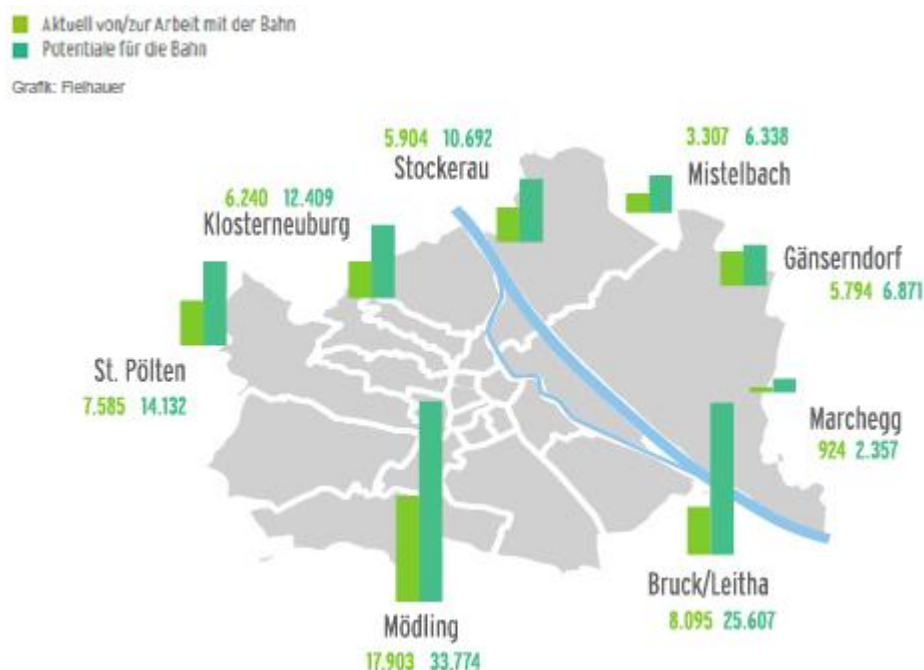 Aktuell von/zur Arbeit mit der Bahn
Potentiale für die Bahn
Grafik: Fielhauer
5.904 10.692
Stockerau
3.307 6.338
Mistelbach
6.240 12.409
Klosterneuburg
Gänserndorf
5.794 6.871
St. Pölten
7.585 14.132
Marchegg
924 2.357
Bruck/Leitha
8.095 25.607
Mödling
17.903 33.774